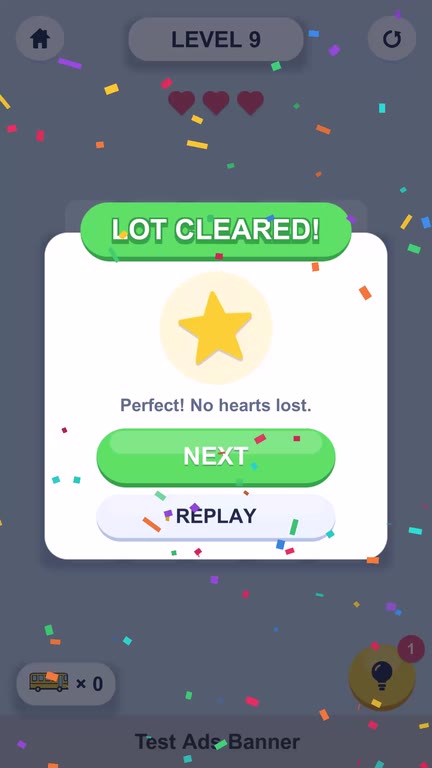 LEVEL 9
LOT CLEARED!
Perfect! No hearts lost.
NEXT
REPLAY
× 0
1
Test Ads Banner